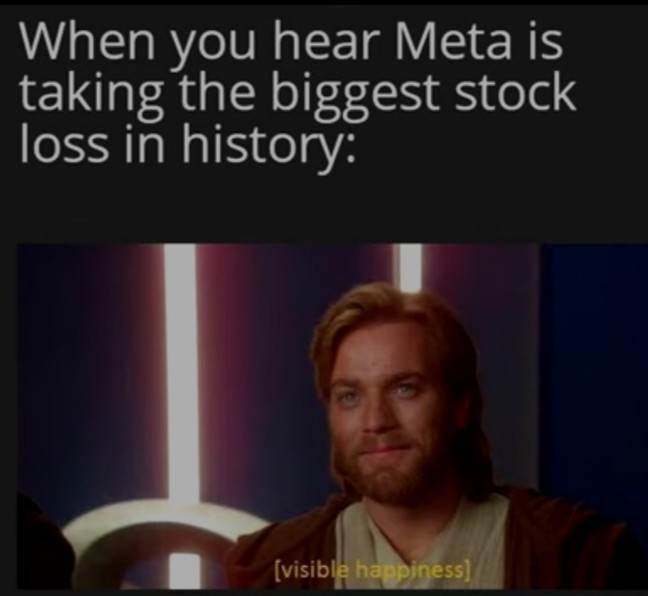 When you hear Meta is
taking the biggest stock
loss in history:
[visible happiness]